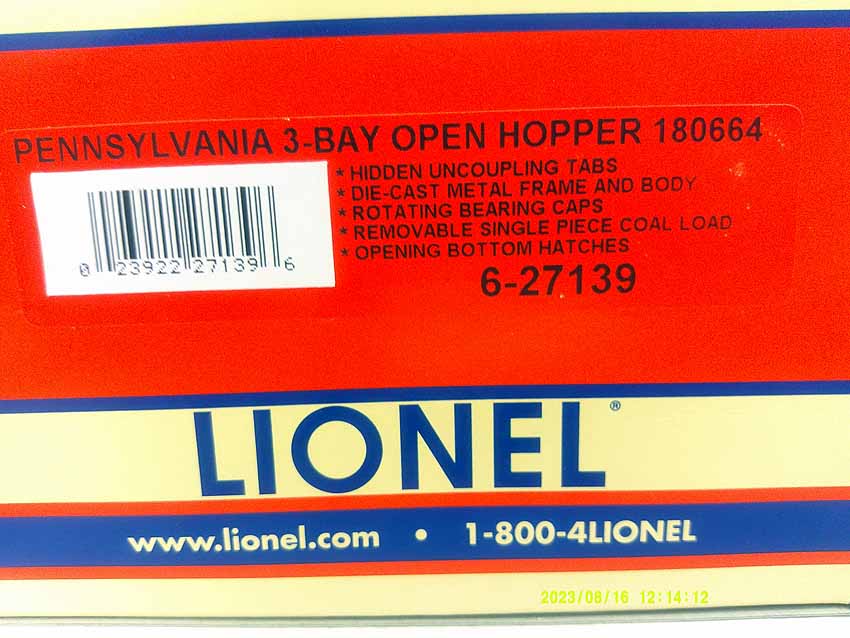 PENNSYLVANIA 3-BAY OPEN HOPPER 180664
* HIDDEN UNCOUPLING TABS
* DIE-CAST METAL FRAME AND BODY
* ROTATING BEARING CAPS
* REMOVABLE SINGLE PIECE COAL LOAD
* OPENING BOTTOM HATCHES
0 23922 27139 6
6-27139
LIONEL®
www.lionel.com • 1-800-4LIONEL
2023/08/16 12:14:12